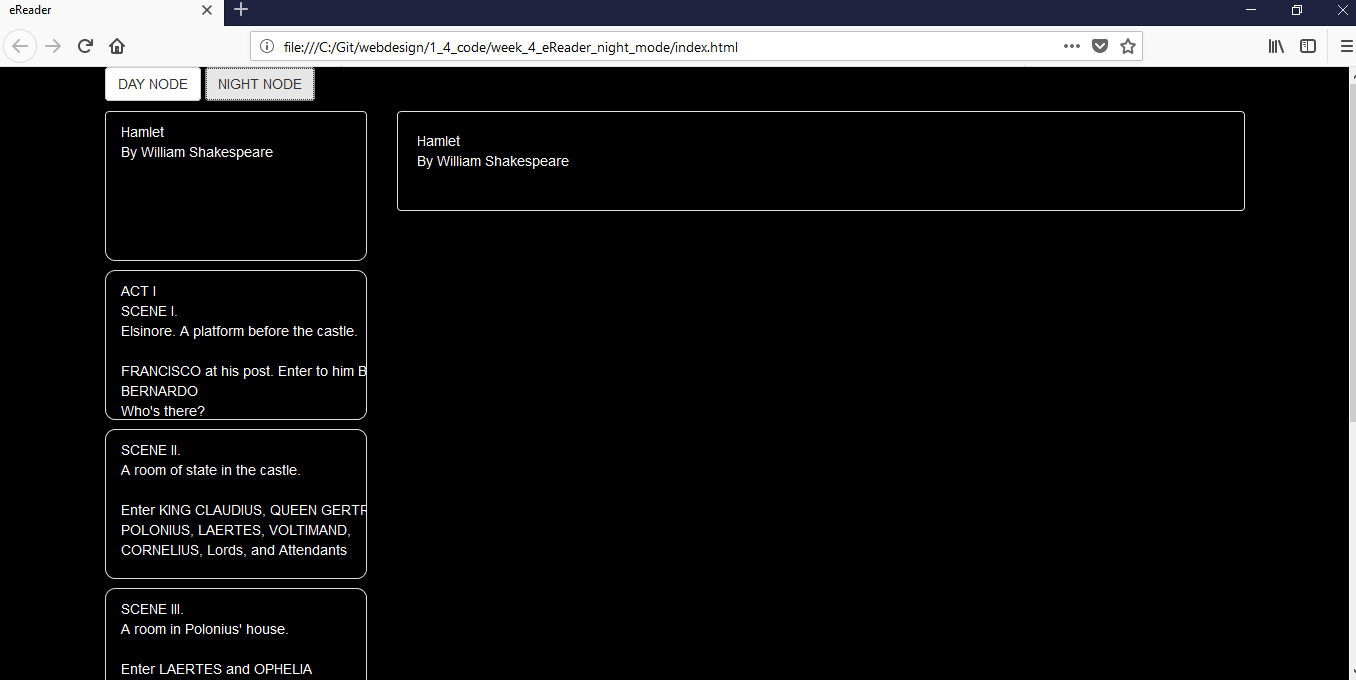 eReader
file:///C:/Git/webdesign/1_4_code/week_4_eReader_night_mode/index.html
DAY NODE
NIGHT NODE
Hamlet
By William Shakespeare
ACT I
SCENE I.
Elsinore. A platform before the castle.
FRANCISCO at his post. Enter to him B
BERNARDO
Who's there?
SCENE II.
A room of state in the castle.
Enter KING CLAUDIUS, QUEEN GERTR
POLONIUS, LAERTES, VOLTIMAND,
CORNELIUS, Lords, and Attendants
SCENE III.
A room in Polonius' house.
Enter LAERTES and OPHELIA
Hamlet
By William Shakespeare